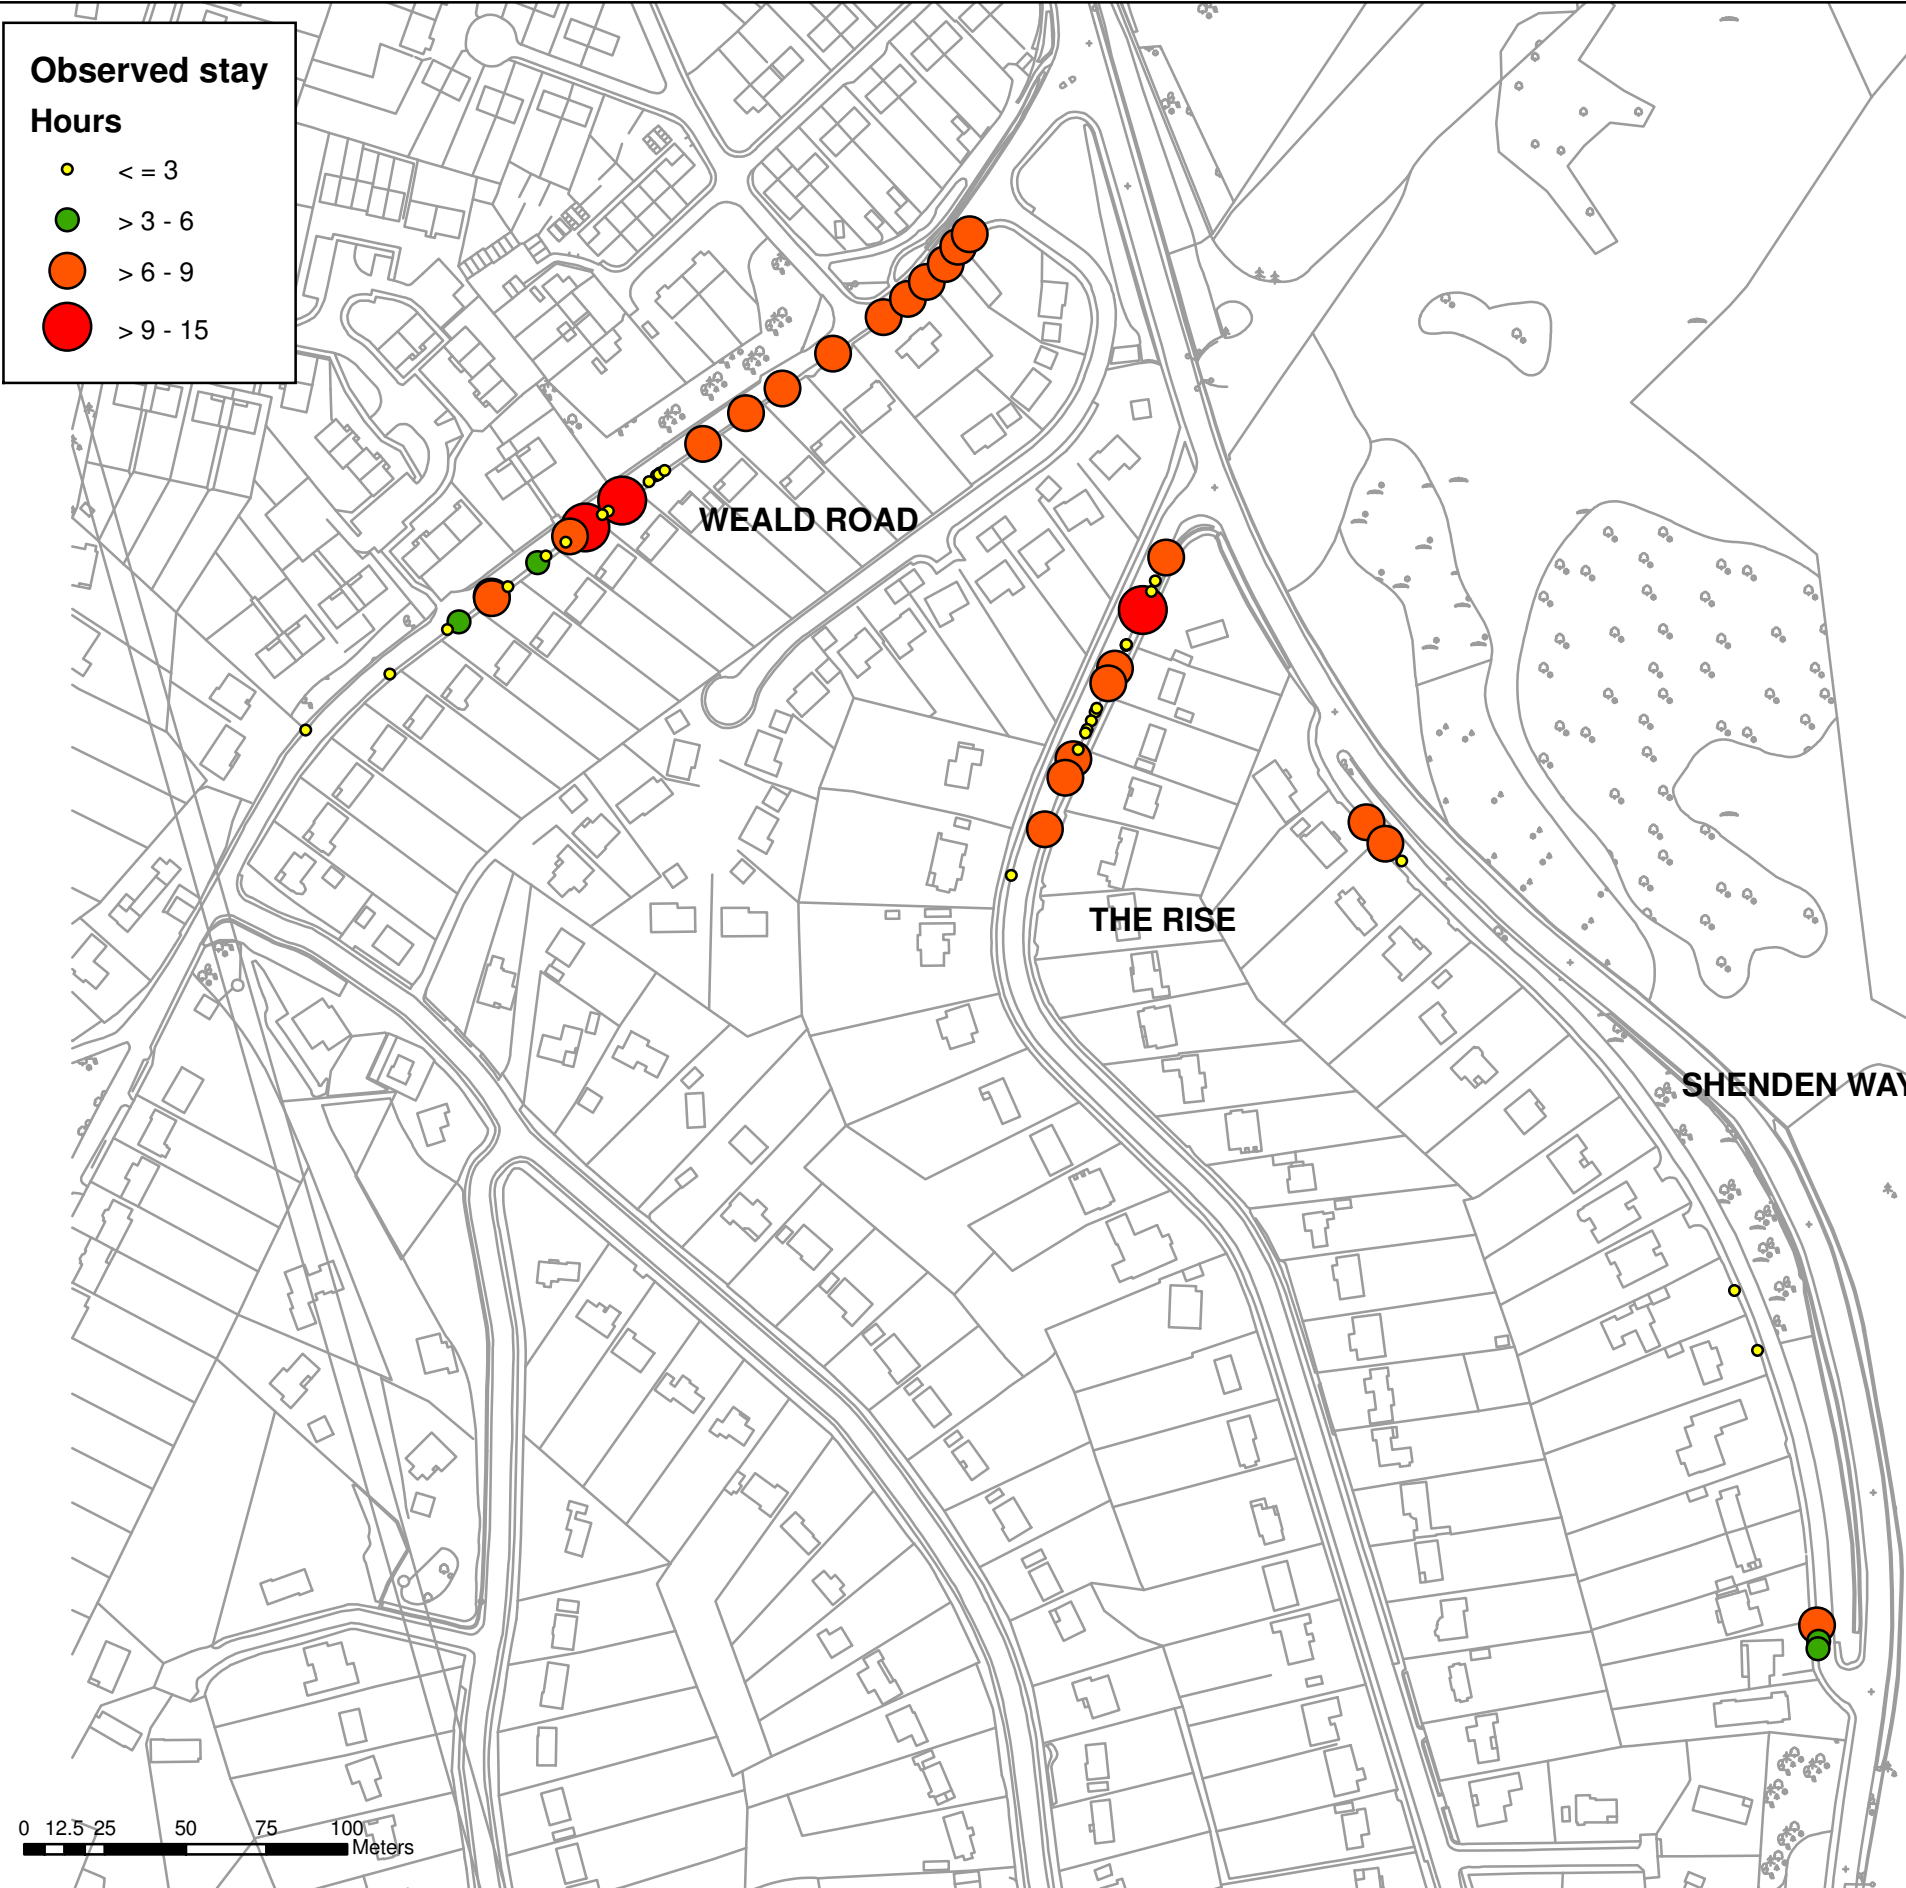 Observed stay
Hours
< = 3
> 3 - 6
> 6 - 9
> 9 - 15
WEALD ROAD
THE RISE
SHENDEN WAY
0 12.5 25 50 75 100
Meters